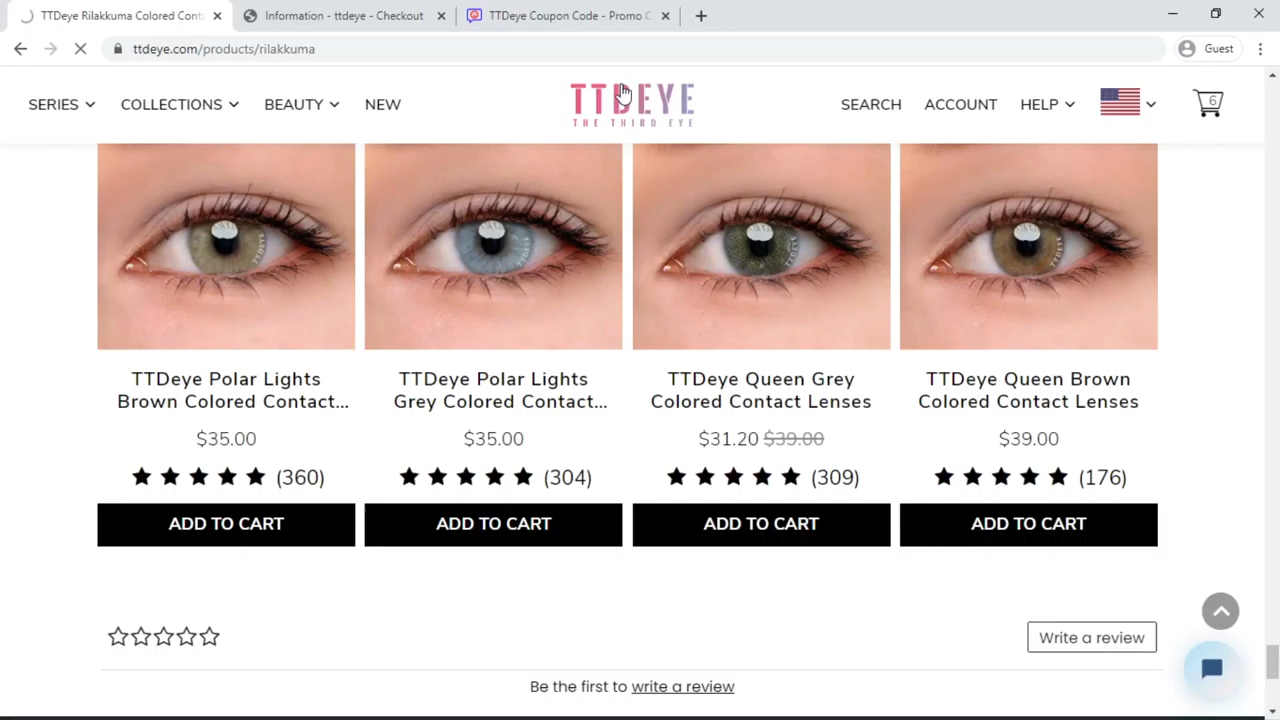 TTDeye Rilakkuma Colored Cont
Information - ttdeye - Checkout
TTDeye Coupon Code - Promo C
ttdeye.com/products/rilakkuma
Guest
SERIES
COLLECTIONS
BEAUTY
NEW
TTDEYE
THE THIRD EYE
SEARCH
ACCOUNT
HELP
6
TTDEYE
TTDEYE
TTDEYE
TTDEYE
TTDeye Polar Lights
Brown Colored Contact...
$35.00
(360)
ADD TO CART
TTDeye Polar Lights
Grey Colored Contact...
$35.00
(304)
ADD TO CART
TTDeye Queen Grey
Colored Contact Lenses
$31.20 $39.00
(309)
ADD TO CART
TTDeye Queen Brown
Colored Contact Lenses
$39.00
(176)
ADD TO CART
Write a review
Be the first to write a review